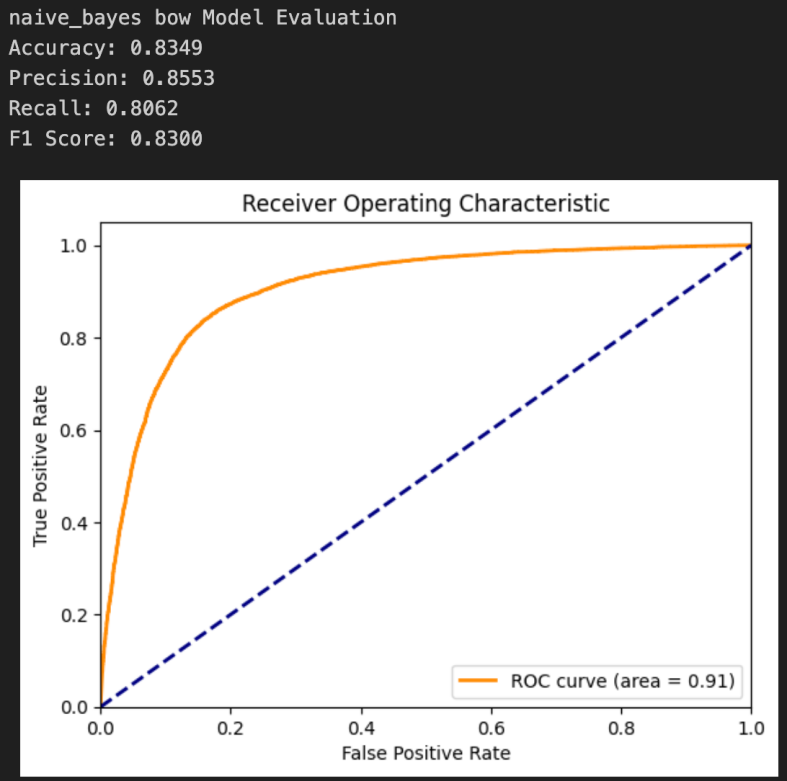 naive_bayes bow Model Evaluation
Accuracy: 0.8349
Precision: 0.8553
Recall: 0.8062
F1 Score: 0.8300
Receiver Operating Characteristic
1.0
0.8
0.6
0.4
0.2
0.0
True Positive Rate
ROC curve (area = 0.91)
0.0 0.2 0.4 0.6 0.8 1.0
False Positive Rate